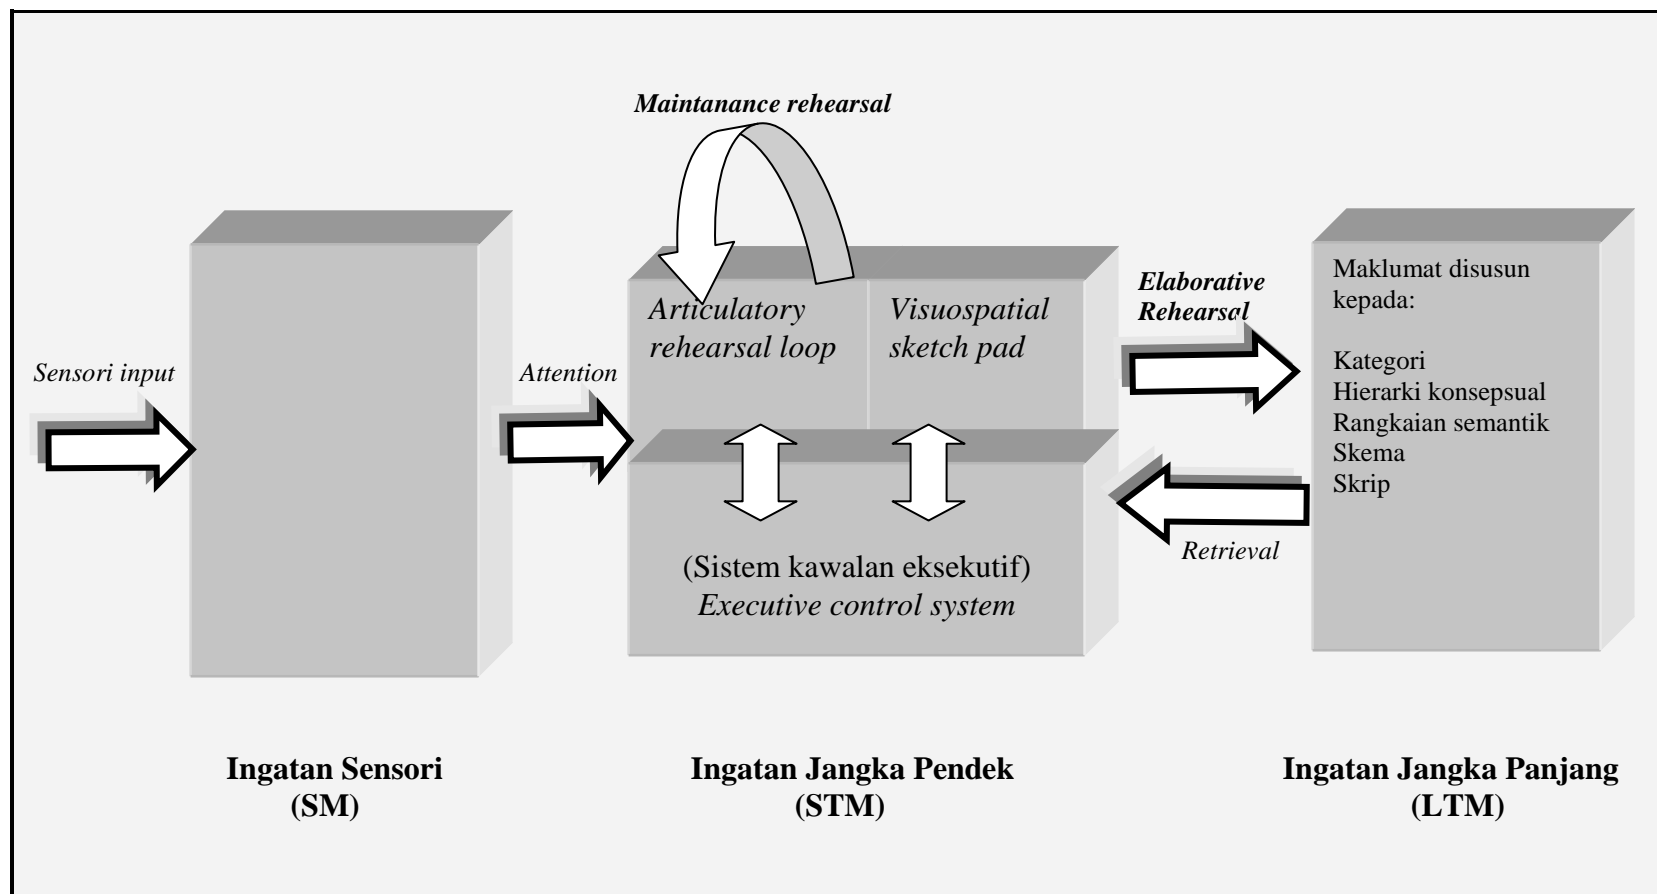 Maintanance rehearsal
Sensori input
Attention
Articulatory
rehearsal loop
Visuospatial
sketch pad
(Sistem kawalan eksekutif)
Executive control system
Elaborative
Rehearsal
Retrieval
Maklumat disusun
kepada:
Kategori
Hierarki konsepsual
Rangkaian semantik
Skema
Skrip
Ingatan Sensori
(SM)
Ingatan Jangka Pendek
(STM)
Ingatan Jangka Panjang
(LTM)